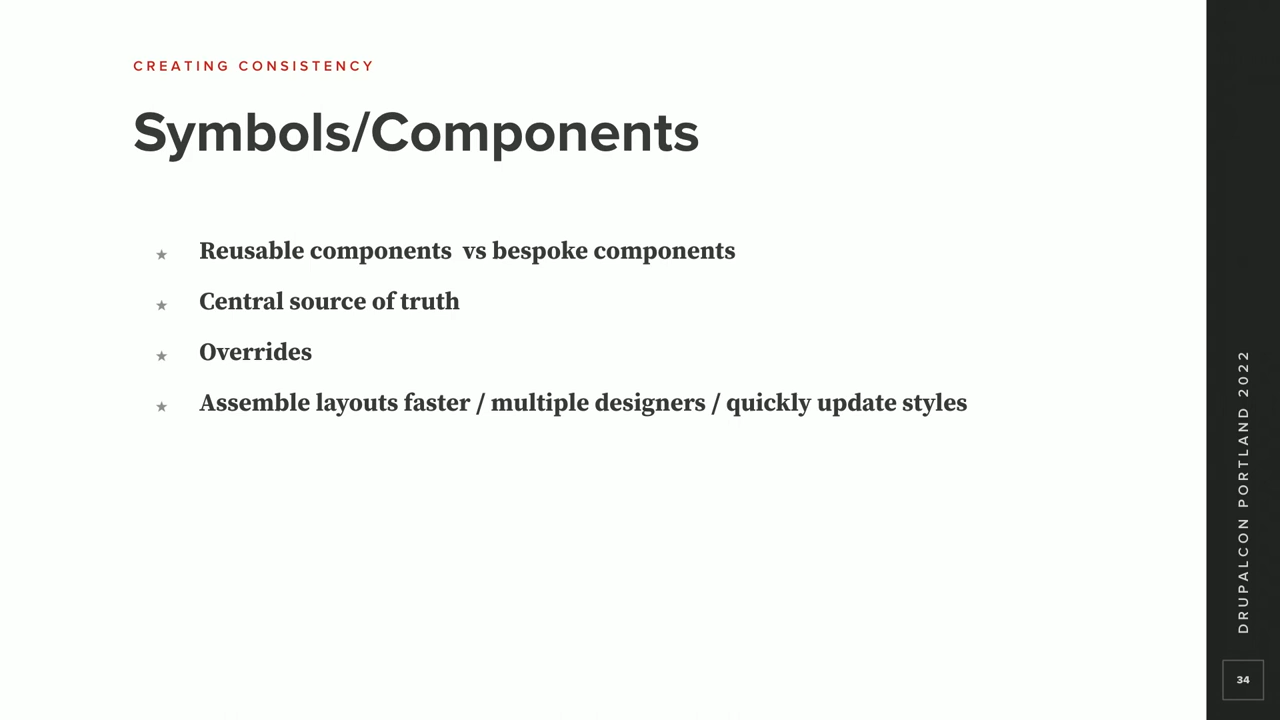 CREATING CONSISTENCY
Symbols/Components
Reusable components  vs bespoke components
Central source of truth
Overrides
Assemble layouts faster / multiple designers / quickly update styles
DRUPALCON PORTLAND 2022
34